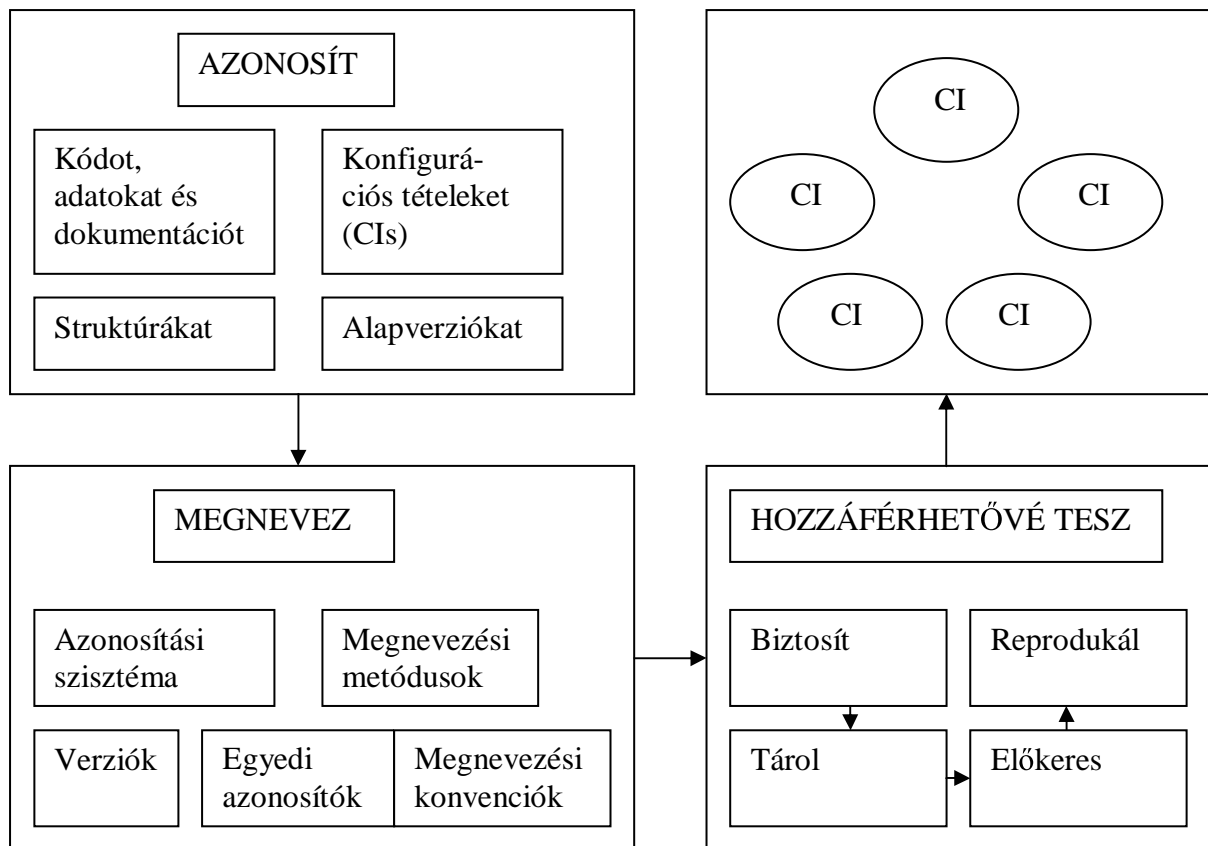 AZONOSÍT
Kódot,
adatokat és
dokumentációt
Konfigurá-
ciós tételeket
(CIs)
Struktúrákat
Alapverziókat
CI
CI
CI
CI
CI
MEGNEVEZ
Azonosítási
szisztéma
Megnevezési
metódusok
Verziók
Egyedi
azonosítók
Megnevezési
konvenciók
HOZZÁFÉRHETŐVÉ TESZ
Biztosít
Reprodukál
Tárol
Előkeres